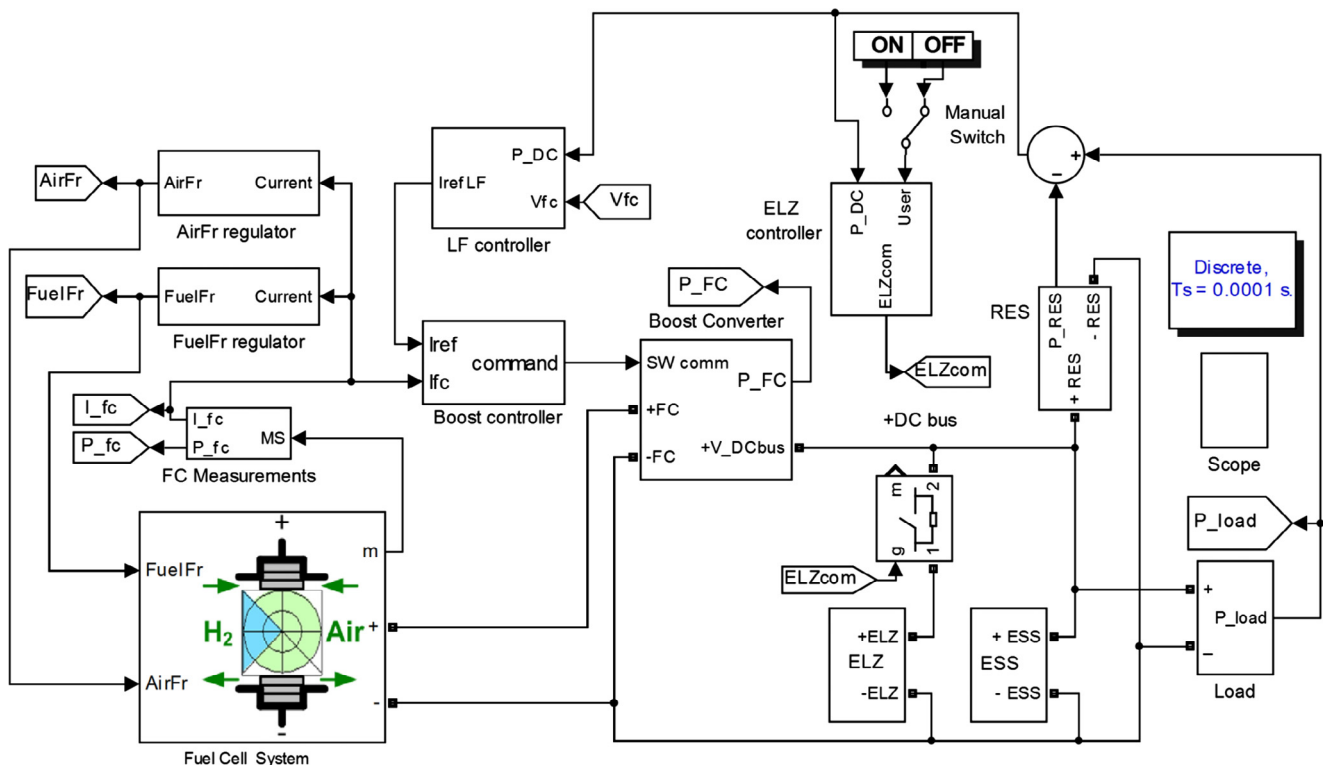 ON OFF
Manual
Switch
P_DC
Iref LF
Vfc
Vfc
LF controller
AirFr
AirFr
Current
AirFr regulator
FuelFr
FuelFr
Current
FuelFr regulator
P_DC
User
ELZcom
ELZ
controller
ELZcom
+
-
P_RES
- RES
+ RES
RES
Discrete,
Ts = 0.0001 s.
P_FC
Boost Converter
Iref
command
Ifc
Boost controller
SW comm
P_FC
+FC
+V_DCbus
-FC
+DC bus
Scope
I_fc
I_fc
P_fc
P_fc
MS
FC Measurements
m
2
g
1
ELZcom
P_load
+
P_load
–
Load
+ELZ
ELZ
-ELZ
+ ESS
ESS
- ESS
+
m
FuelFr
H2
Air
+
AirFr
-
-
Fuel Cell System